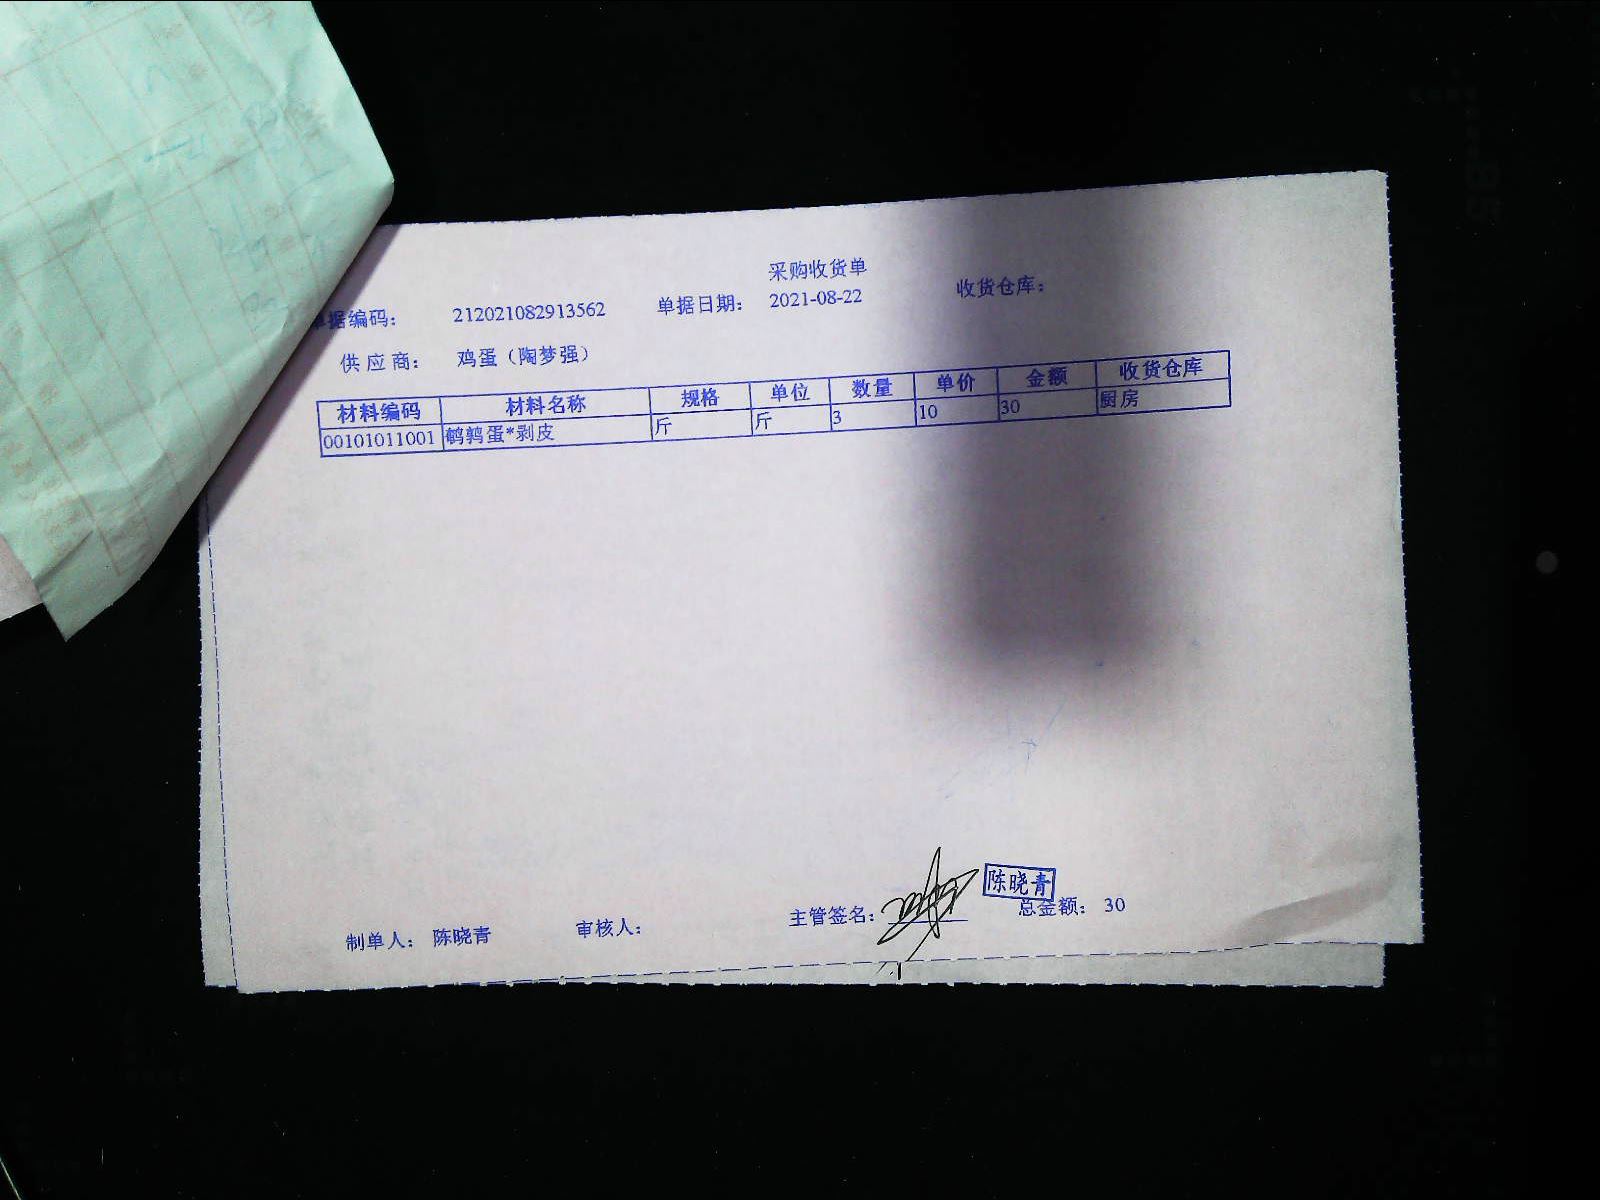 采购收货单
单据编码： 212021082913562 单据日期： 2021-08-22 收货仓库：
供应商： 鸡蛋（陶梦强）
材料编码 材料名称 规格 单位 数量 单价 金额 收货仓库
00101011001 鹌鹑蛋*剥皮 斤 斤 3 10 30 厨房
陈晓青
制单人： 陈晓青 审核人： 主管签名： 总金额： 30